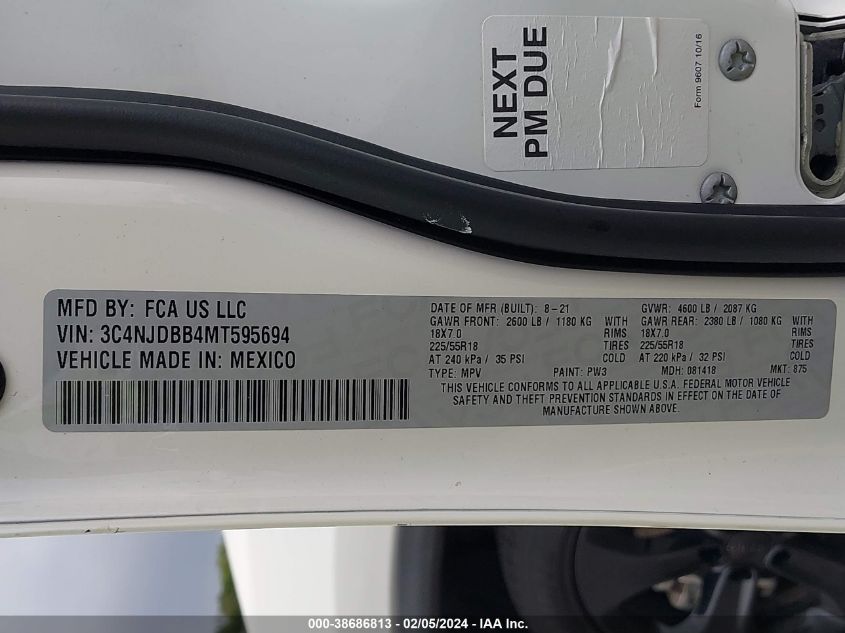 NEXT
PM DUE
Form 9607 10/16
MFD BY: FCA US LLC
VIN: 3C4NJDBB4MT595694
VEHICLE MADE IN: MEXICO
DATE OF MFR (BUILT): 8-21 GVWR: 4600 LB / 2087 KG
GAWR FRONT: 2600 LB / 1180 KG WITH GAWR REAR: 2380 LB / 1080 KG WITH
18X7.0 RIMS 18X7.0 RIMS
225/55R18 TIRES 225/55R18 TIRES
AT 240 kPa / 35 PSI COLD AT 220 kPa / 32 PSI COLD
TYPE: MPV PAINT: PW3 MDH: 081418 MKT: 875
THIS VEHICLE CONFORMS TO ALL APPLICABLE U.S.A. FEDERAL MOTOR VEHICLE
SAFETY AND THEFT PREVENTION STANDARDS IN EFFECT ON THE DATE OF
MANUFACTURE SHOWN ABOVE.
000-38686813 - 02/05/2024 - IAA Inc.